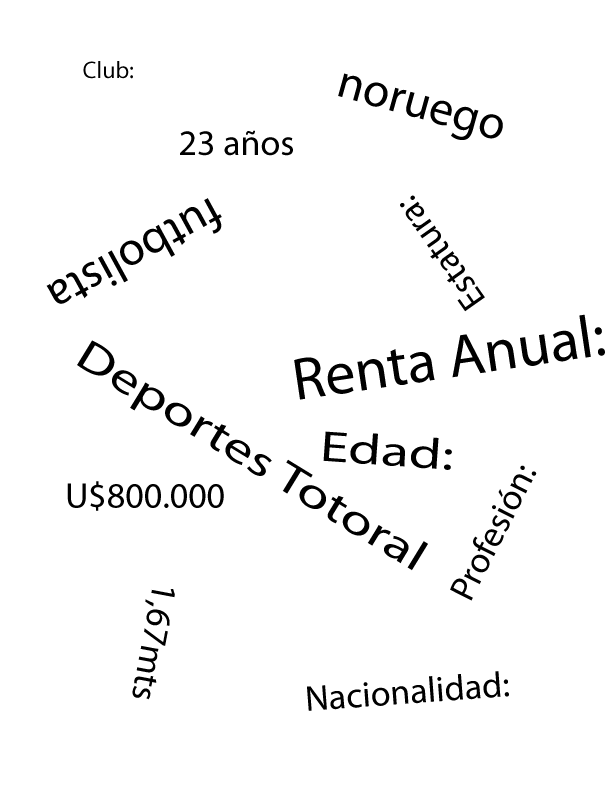 Club:
noruego
23 años
futbolista
Estatura:
Renta Anual:
Deportes Totoral
Edad:
U$800.000
Profesión:
1,67mts
Nacionalidad: